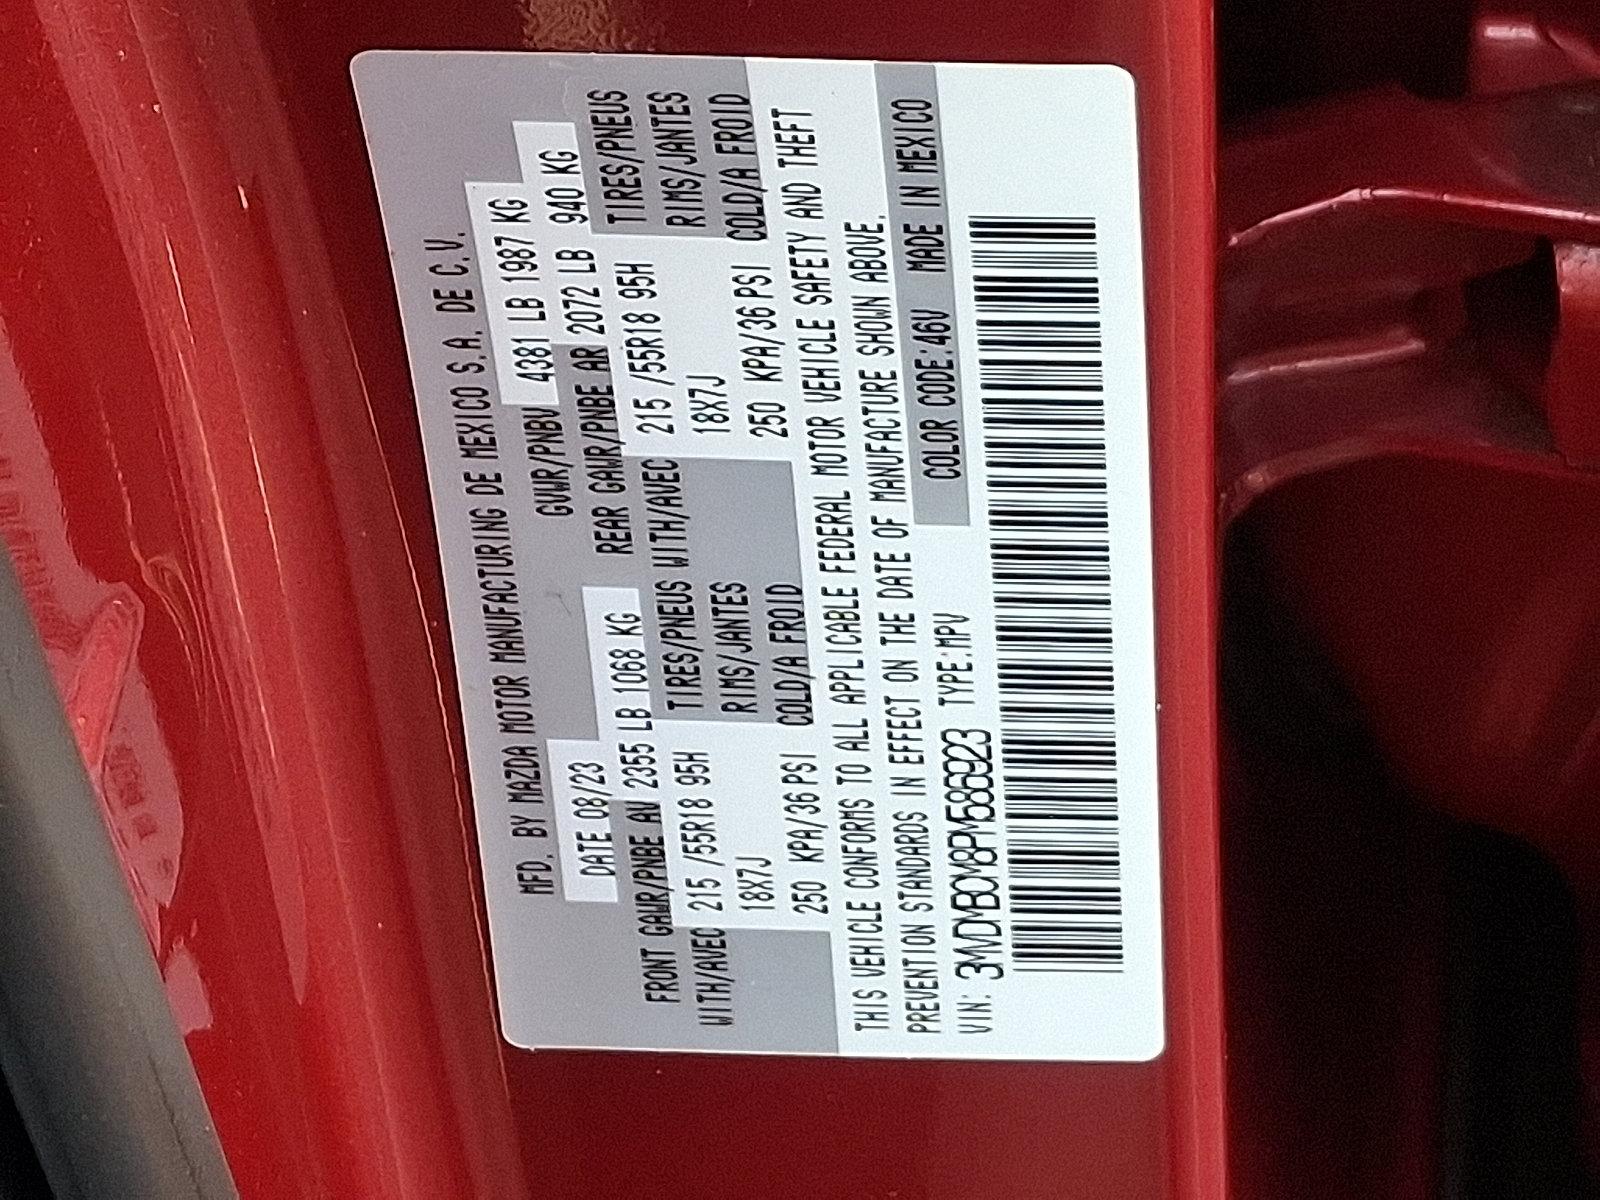 MFD. BY MAZDA MOTOR MANUFACTURING DE MEXICO S.A. DE C.V.
DATE 08/23 GVWR/PNBV 4381 LB 1987 KG
FRONT GAWR/PNBE AV 2355 LB 1068 KG REAR GAWR/PNBE AR 2072 LB 940 KG
WITH/AVEC 215 /55R18 95H TIRES/PNEUS WITH/AVEC 215 /55R18 95H TIRES/PNEUS
18X7J RIMS/JANTES 18X7J RIMS/JANTES
250 KPA/36 PSI COLD/A FROID 250 KPA/36 PSI COLD/A FROID
THIS VEHICLE CONFORMS TO ALL APPLICABLE FEDERAL MOTOR VEHICLE SAFETY AND THEFT
PREVENTION STANDARDS IN EFFECT ON THE DATE OF MANUFACTURE SHOWN ABOVE.
VIN: 3MVDMBCM8PM586923 TYPE:MPV COLOR CODE:46V MADE IN MEXICO